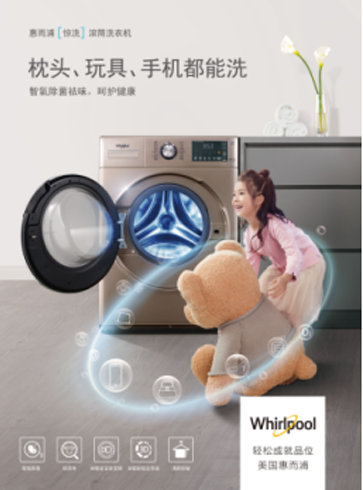 惠而浦 [惊洗] 滚筒洗衣机
枕头、玩具、手机都能洗
智氧除菌祛味，呵护健康
Whirlpool
Whirlpool
轻松成就品位
美国惠而浦